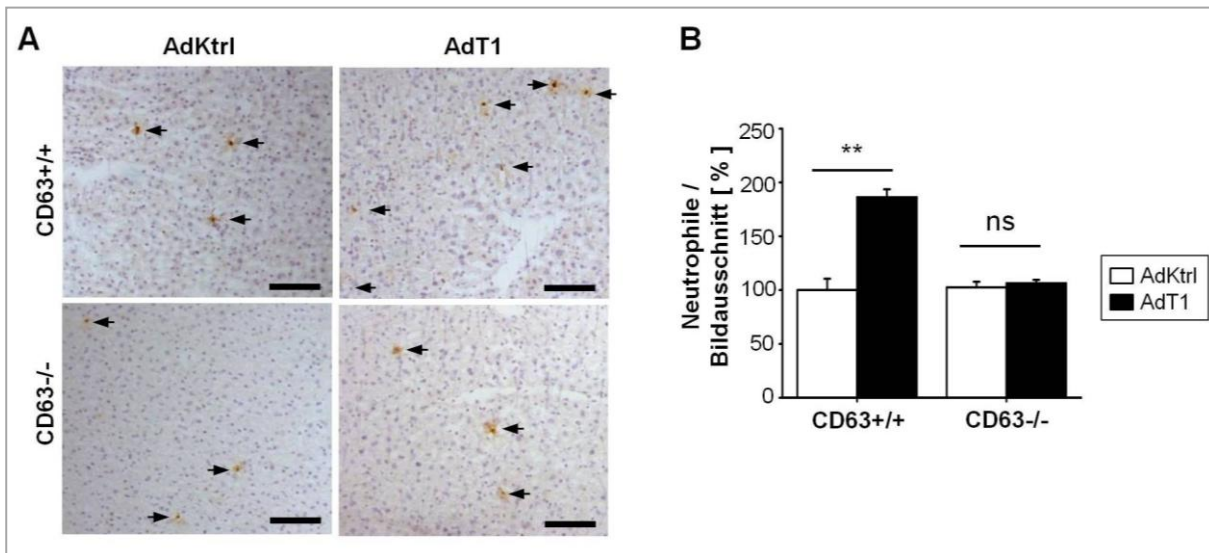 A
AdKtrl
AdT1
CD63+/+
CD63-/-
B
Neutrophile /
Bildausschnitt [ % ]
250
200
150
100
50
0
**
ns
CD63+/+
CD63-/-
AdKtrl
AdT1